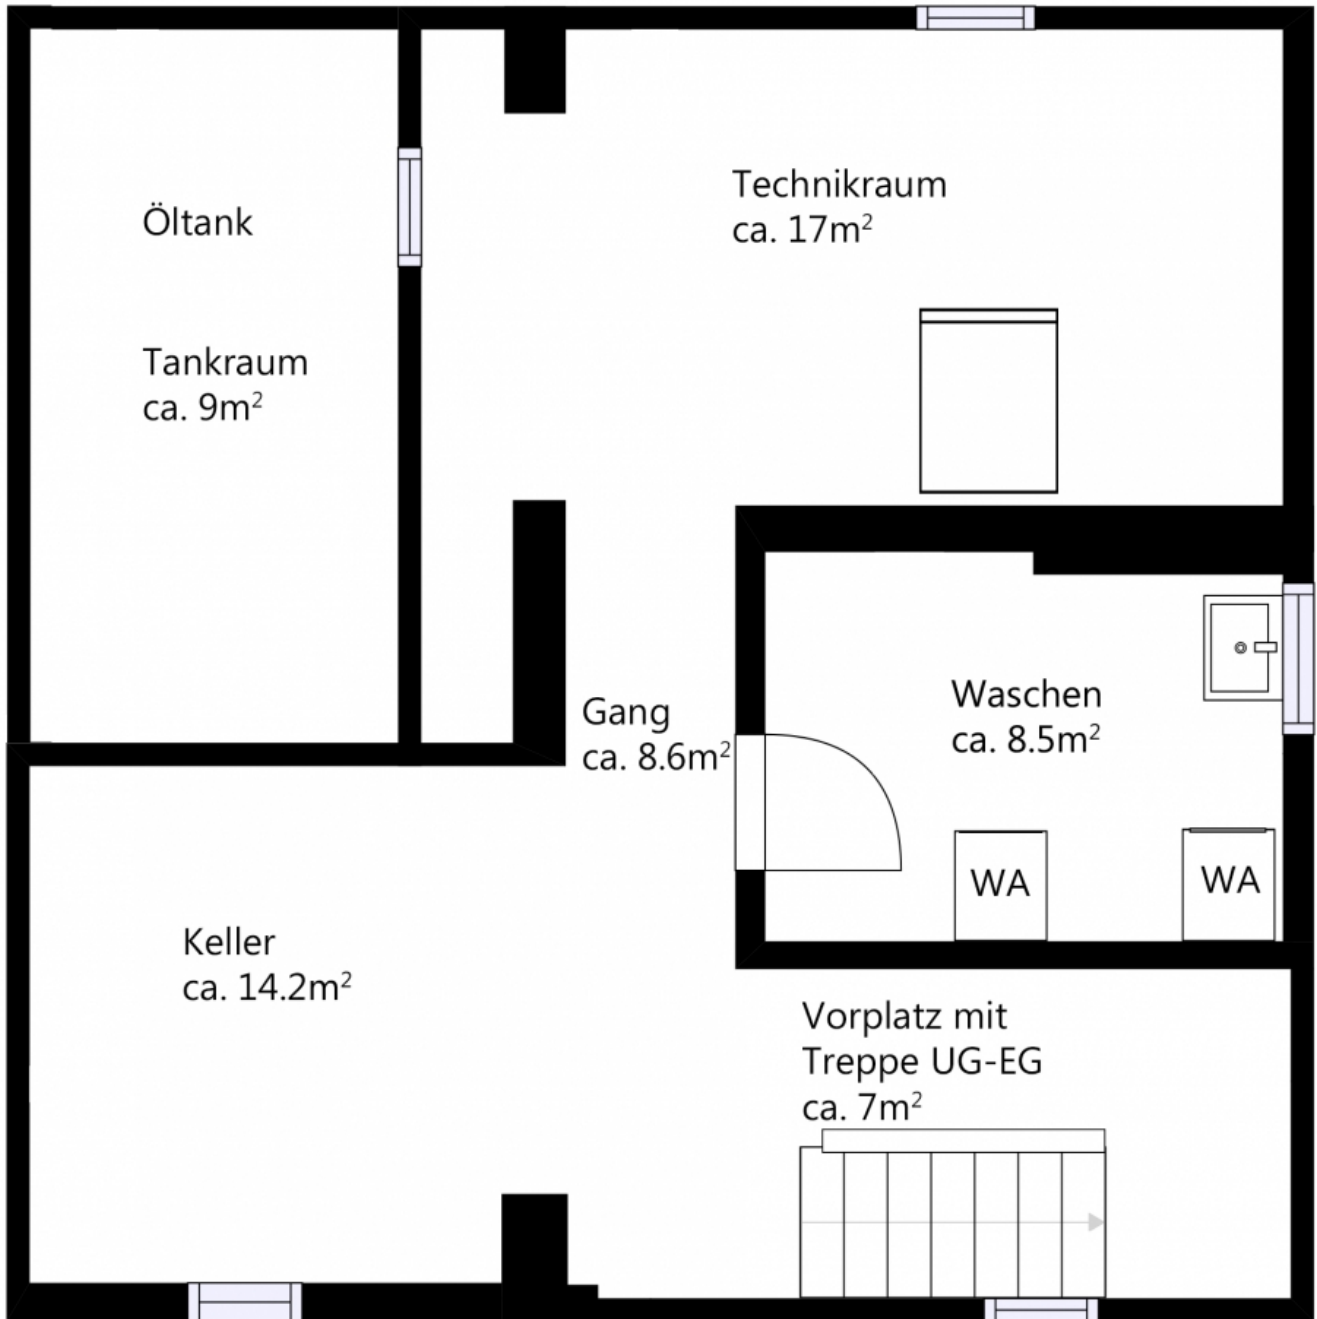 Öltank
Tankraum
ca. 9m²
Technikraum
ca. 17m²
Gang
ca. 8.6m²
Waschen
ca. 8.5m²
WA
WA
Keller
ca. 14.2m²
Vorplatz mit
Treppe UG-EG
ca. 7m²